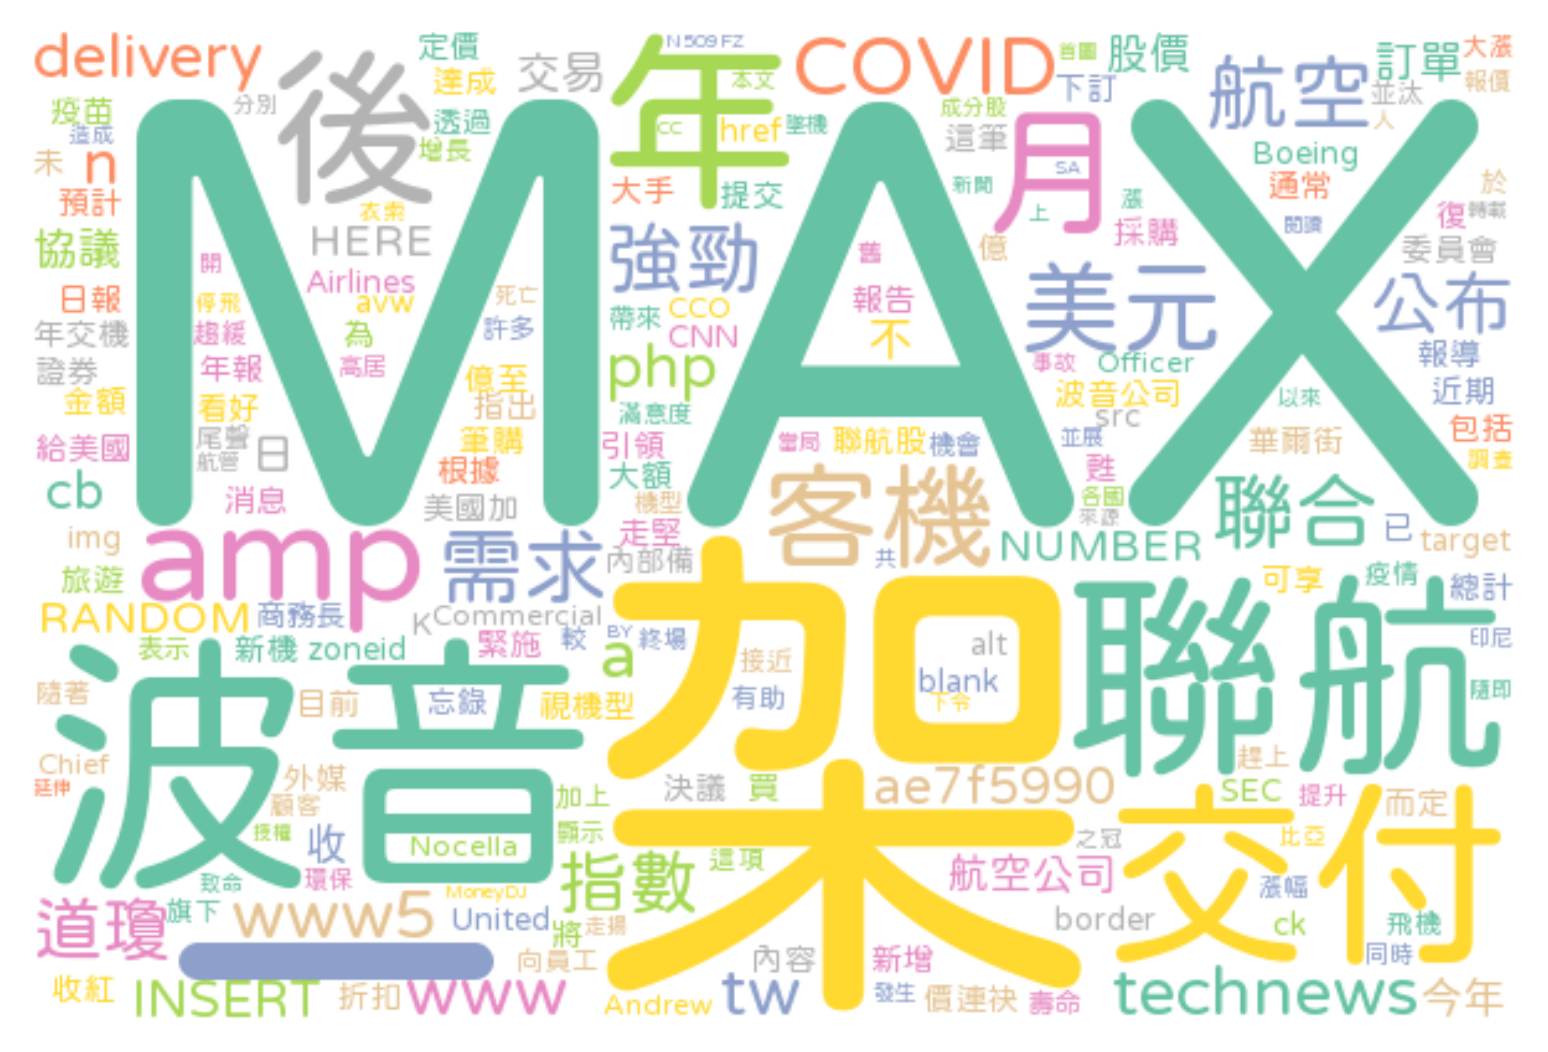 delivery
定價
交易
年
N509FZ
COVID
首圖
股價
航空
訂單
大漲
疫苗
分別
後
達成
本文
下訂
並汰
報價
造成
透過
cc
href
墜機
成分股
這筆
月
人
未
n
增長
Boeing
預計
大手
提交
新聞
SA
通常
於
MAX
衣索
上
漲
採購
閱讀
復
轉載
協議
HERE
強勁
舊
億
委員會
開
Airlines
日報
停飛
avw
死亡
帶來
CCO
報告
美元
公布
年交機
趨緩
為
許多
CNN
不
報導
證券
年報
高居
php
事故
Officer
近期
金額
看好
億至
指出
滿意度
波音公司
src
以來
給美國
尾聲
航管
日
筆購
引領
當局
聯航股
機會
並展
華爾街
包括
調查
cb
根據
大額
客機
甦
消息
美國加
機型
各國
來源
聯合
img
amp
需求
走堅
內部備
共
NUMBER
已
target
旅遊
架
可享
疫情
總計
RANDOM
商務長
K
Commercial
聯航
表示
新機
zoneid
緊施
較
BY
終場
a
alt
印尼
隨著
波音
目前
忘錄
視機型
接近
有助
blank
下令
隨即
Chief
延伸
外媒
顧客
加上
決議
買
ae7f5990
趕上
SEC
提升
而定
授權
收
Nocella
顯示
指數
這項
之冠
交付
比亞
致命
環保
MoneyDJ
航空公司
漲幅
道瓊
旗下
www5
United
將
走揚
border
ck
飛機
向員工
內容
新增
同時
收紅
INSERT
折扣
www
Andrew
tw
發生
價連袂
壽命
technews
今年